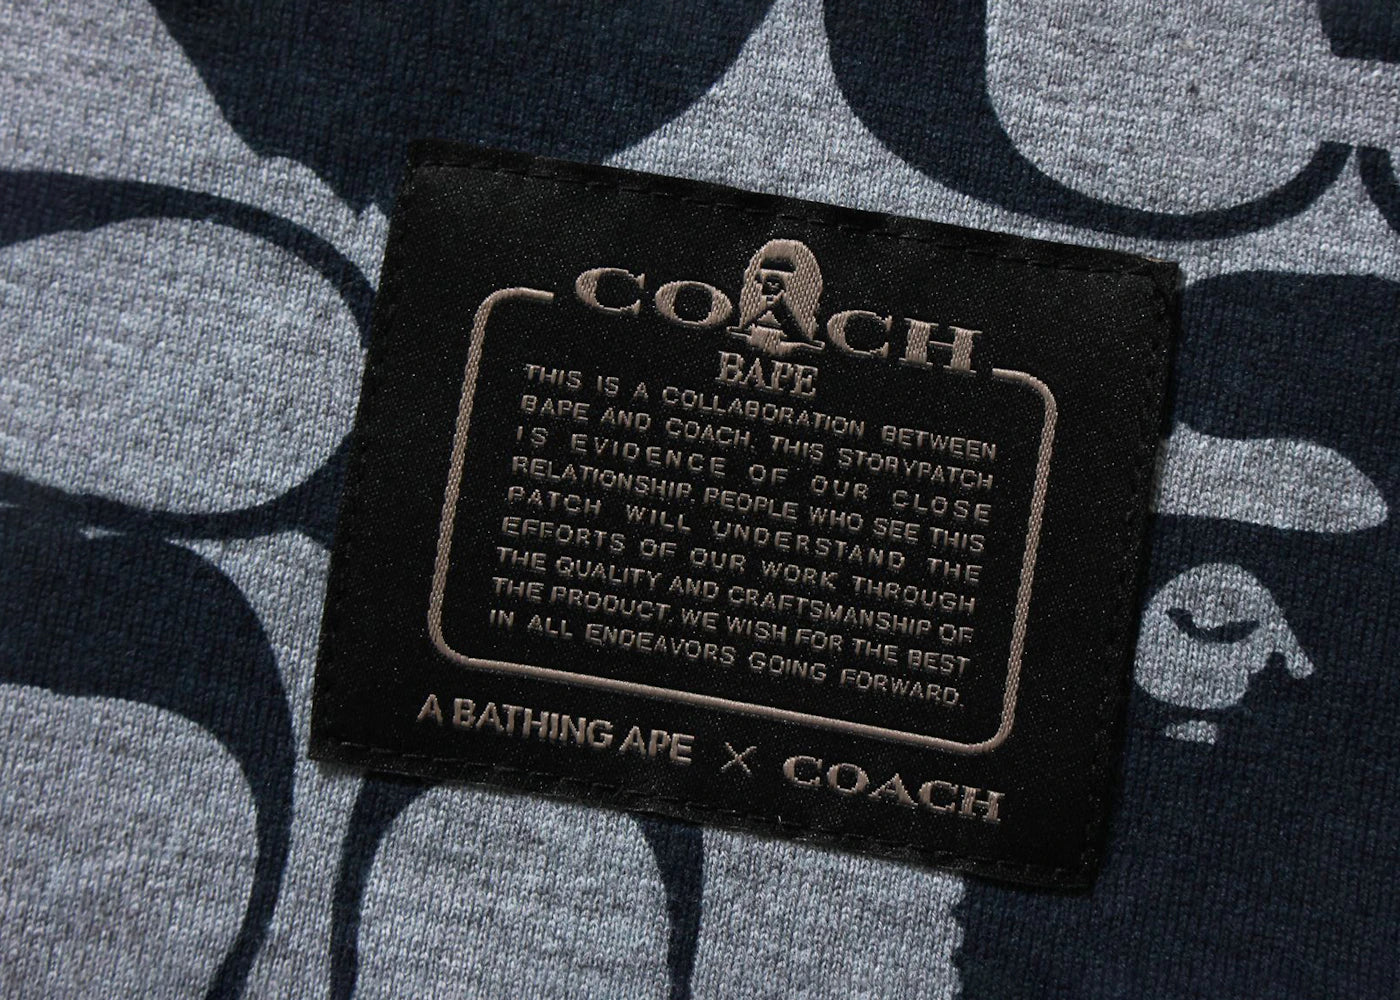 COACH
BAPE
THIS IS A COLLABORATION BETWEEN
BAPE AND COACH. THIS STORYPATCH
IS EVIDENCE OF OUR CLOSE
RELATIONSHIP. PEOPLE WHO SEE THIS
PATCH WILL UNDERSTAND THE
EFFORTS OF OUR WORK THROUGH
THE QUALITY AND CRAFTSMANSHIP OF
THE PRODUCT. WE WISH FOR THE BEST
IN ALL ENDEAVORS GOING FORWARD.
A BATHING APE × COACH